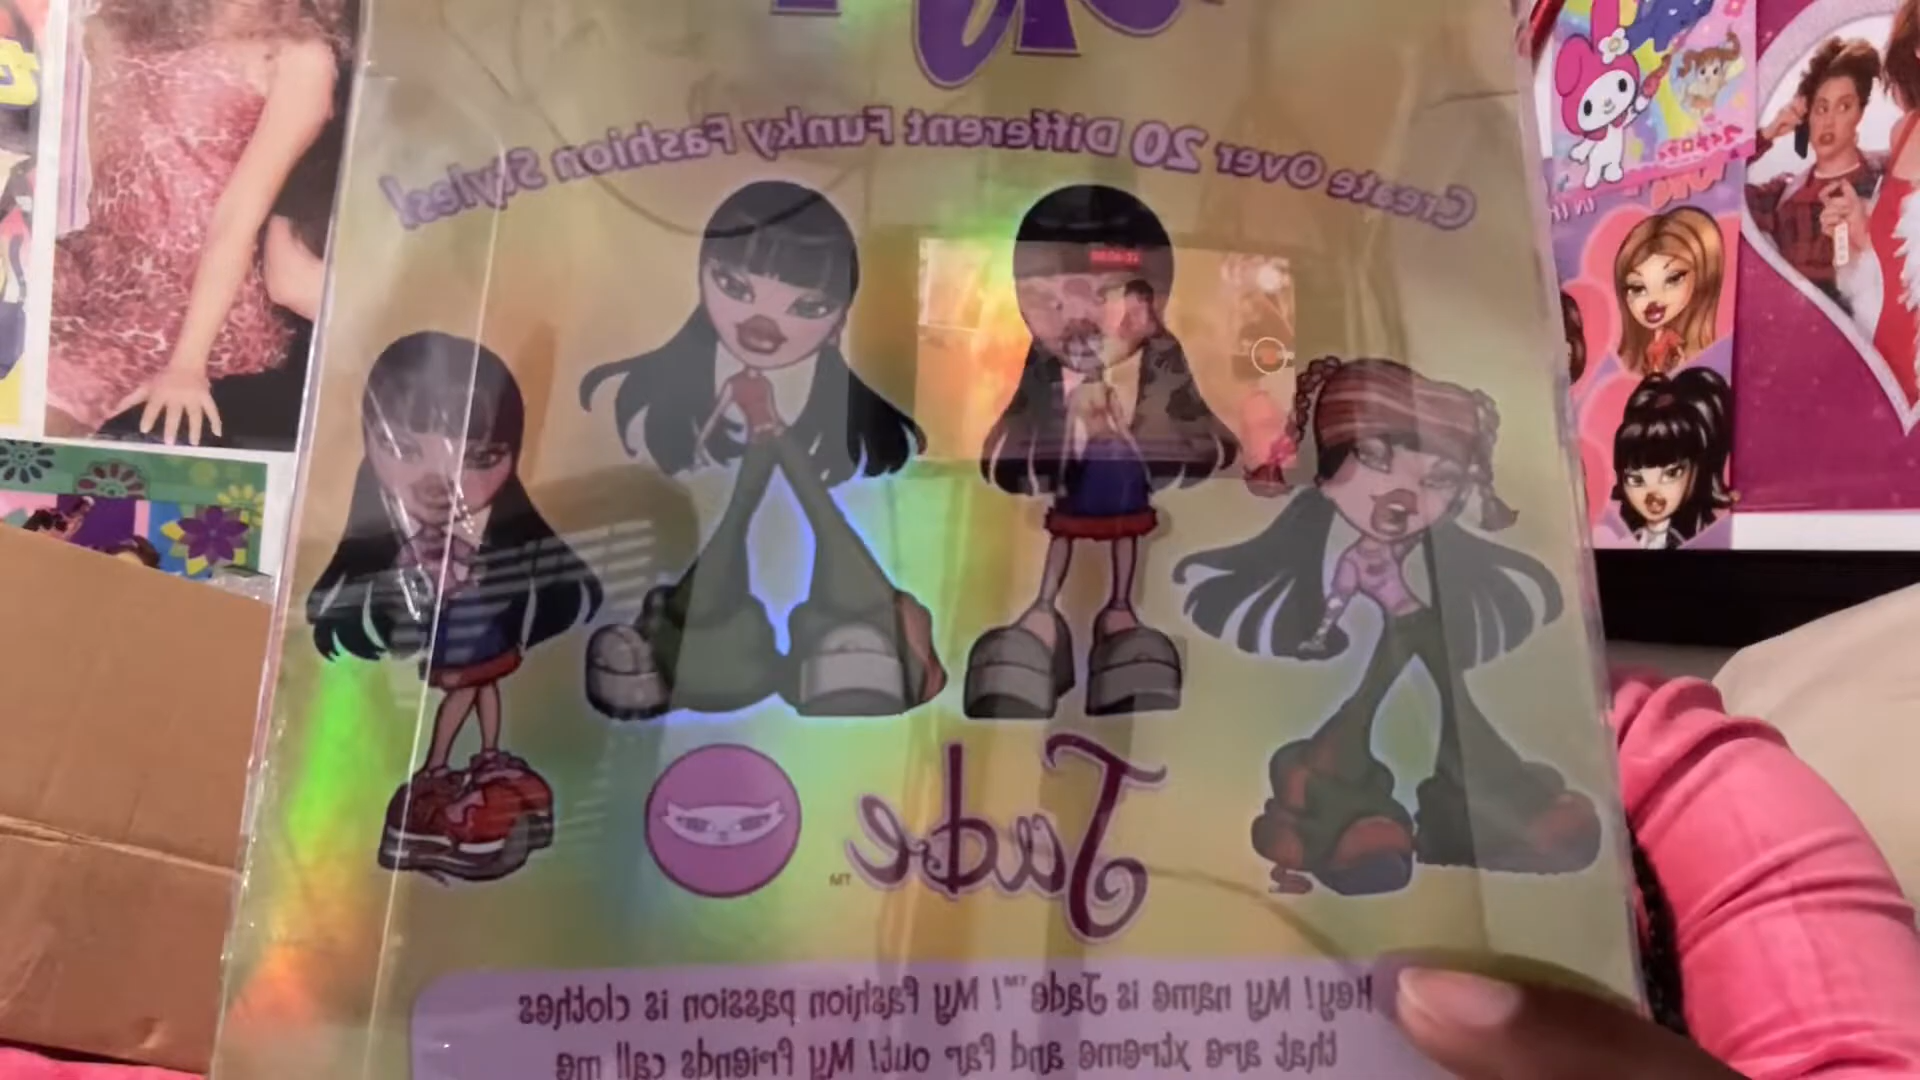 Create Over 20 Different Funky Fashion Styles!
Jade™
Hey! My name is Jade™! My fashion passion is clothes
that are xtreme and far out! My friends call me